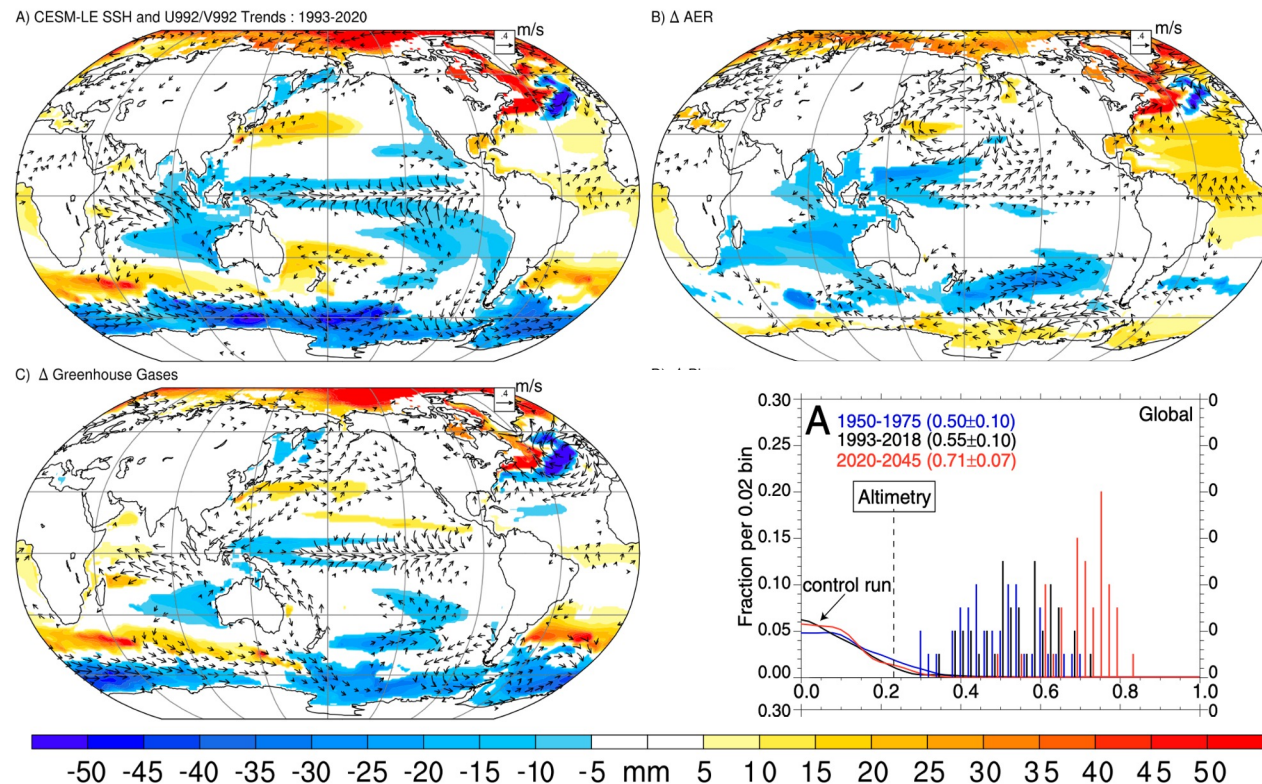 A) CESM-LE SSH and U992/V992 Trends : 1993-2020
.4
m/s
B) Δ AER
.4
m/s
C) Δ Greenhouse Gases
.4
m/s
A
Global
1950-1975 (0.50±0.10)
1993-2018 (0.55±0.10)
2020-2045 (0.71±0.07)
Altimetry
control run
Fraction per 0.02 bin
0.30 0
0.25 0
0.20 0
0.15 0
0.10 0
0.05 0
0.00 0
0.0 0.2 0.4 0.6 0.8 1.0
0.30 0
-50 -45 -40 -35 -30 -25 -20 -15 -10 -5 mm 5 10 15 20 25 30 35 40 45 50